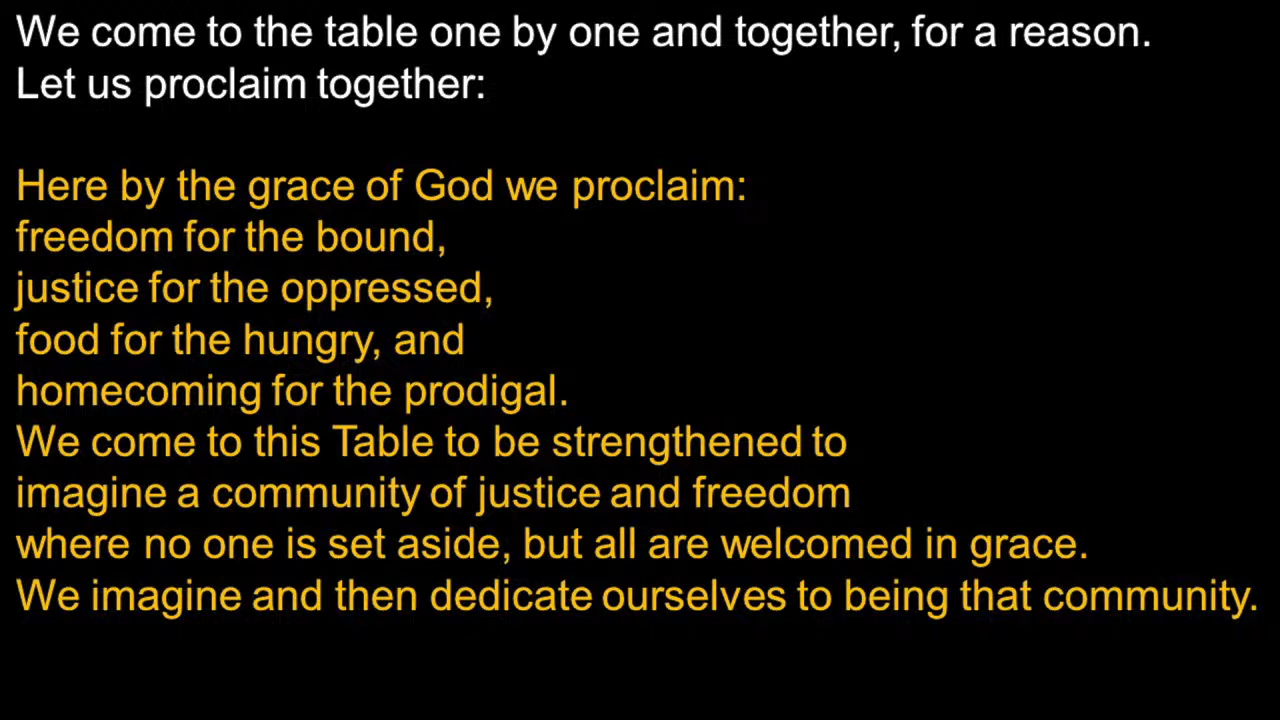 We come to the table one by one and together, for a reason.
Let us proclaim together:
Here by the grace of God we proclaim:
freedom for the bound,
justice for the oppressed,
food for the hungry, and
homecoming for the prodigal.
We come to this Table to be strengthened to
imagine a community of justice and freedom
where no one is set aside, but all are welcomed in grace.
We imagine and then dedicate ourselves to being that community.